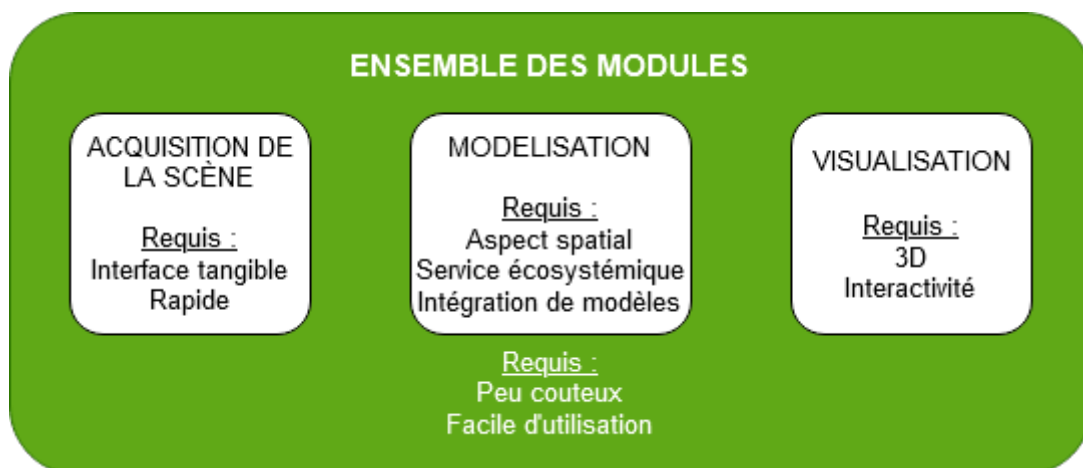 ENSEMBLE DES MODULES
ACQUISITION DE
LA SCÈNE
Requis :
Interface tangible
Rapide
MODELISATION
Requis :
Aspect spatial
Service écosystémique
Intégration de modèles
VISUALISATION
Requis :
3D
Interactivité
Requis :
Peu couteux
Facile d'utilisation